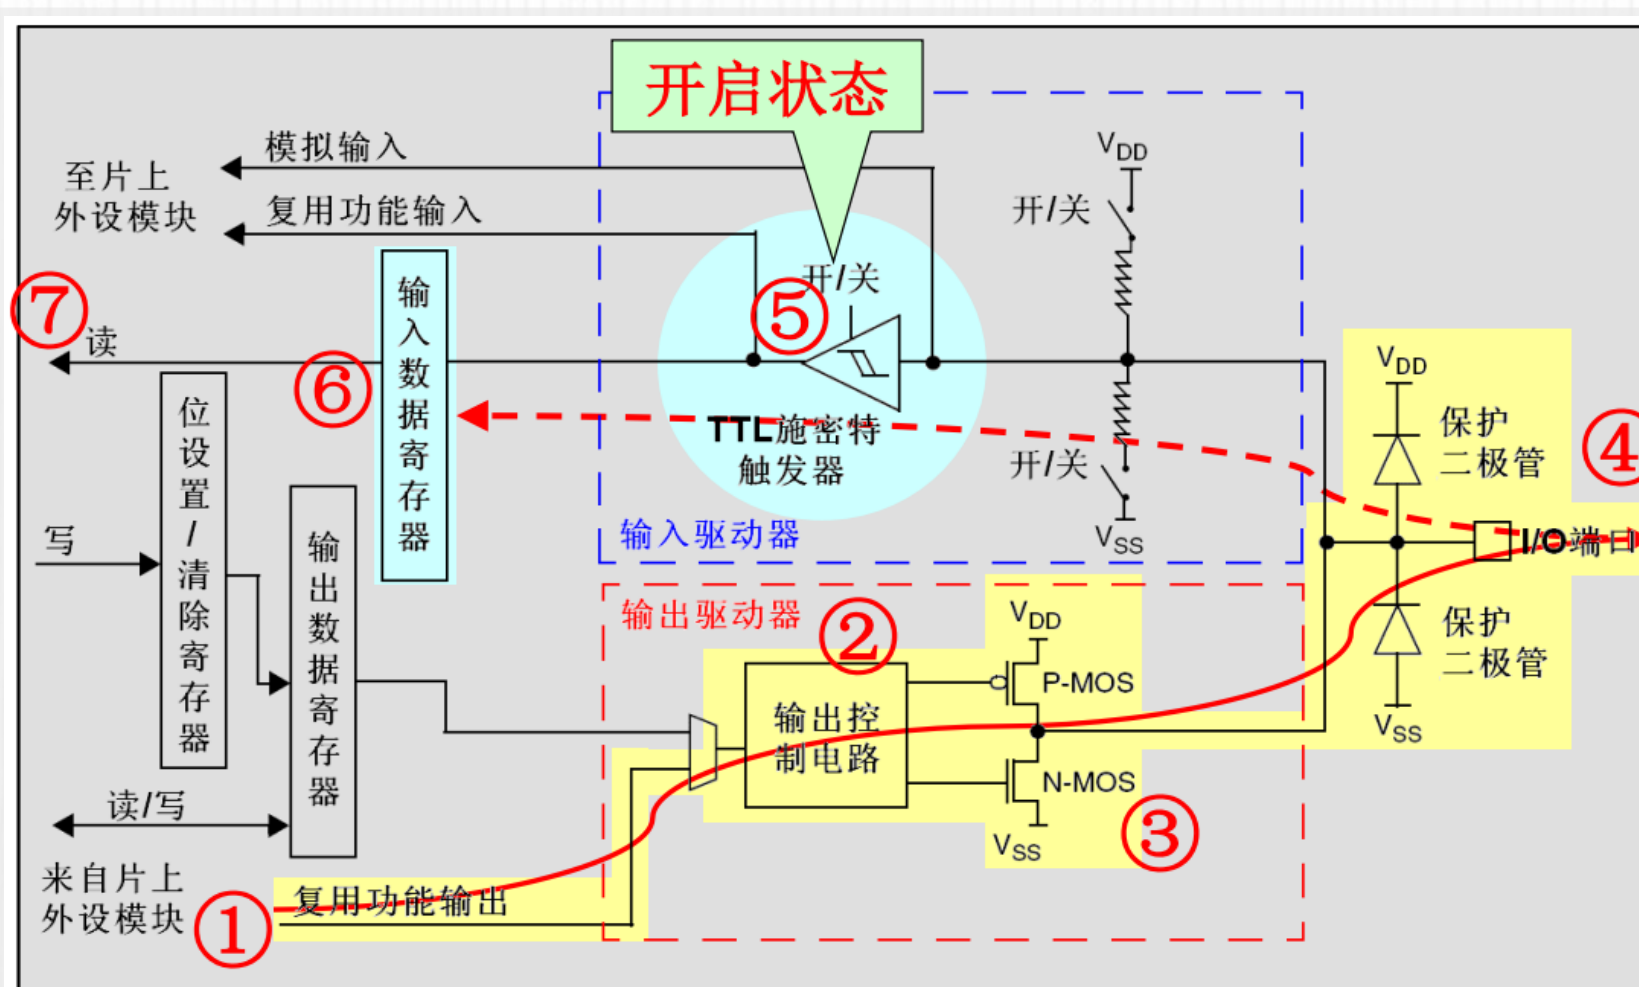 开启状态
模拟输入
至片上
外设模块
复用功能输入
VDD
开/关
开/关
⑤
输入数据寄存器
⑦
读
⑥
TTL施密特
触发器
开/关
VSS
输入驱动器
VDD
保护
二极管
④
I/O端口
保护
二极管
VSS
位设置/清除寄存器
写
输出数据寄存器
输出驱动器
②
VDD
P-MOS
输出控
制电路
N-MOS
③
VSS
读/写
来自片上
外设模块
①
复用功能输出